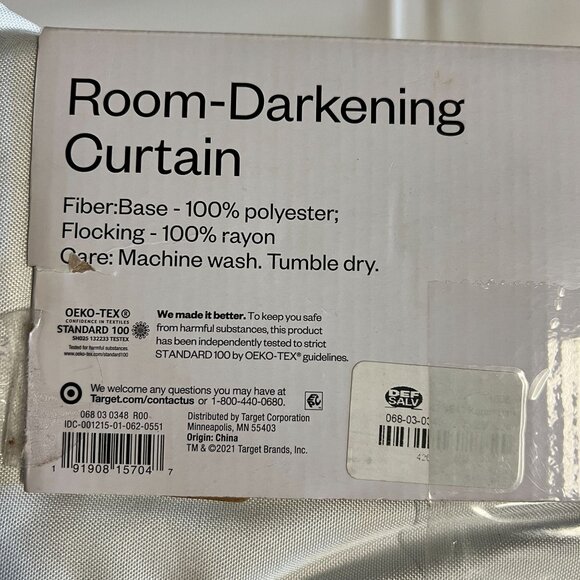 Room-Darkening
Curtain
Fiber:Base - 100% polyester;
Flocking - 100% rayon
Care: Machine wash. Tumble dry.
OEKO-TEX®
CONFIDENCE IN TEXTILES
STANDARD 100
SH025 132233 TESTEX
Tested for harmful substances.
www.oeko-tex.com/standard100
We made it better. To keep you safe
from harmful substances, this product
has been independently tested to strict
STANDARD 100 by OEKO-TEX® guidelines.
We welcome any questions you may have at
Target.com/contactus or 1-800-440-0680.
068 03 0348 R00
IDC-001215-01-062-0551
1 91908 15704 7
Distributed by Target Corporation
Minneapolis, MN 55403
Origin: China
TM & ©2021 Target Brands, Inc.
DEF
SALV
068-03-03